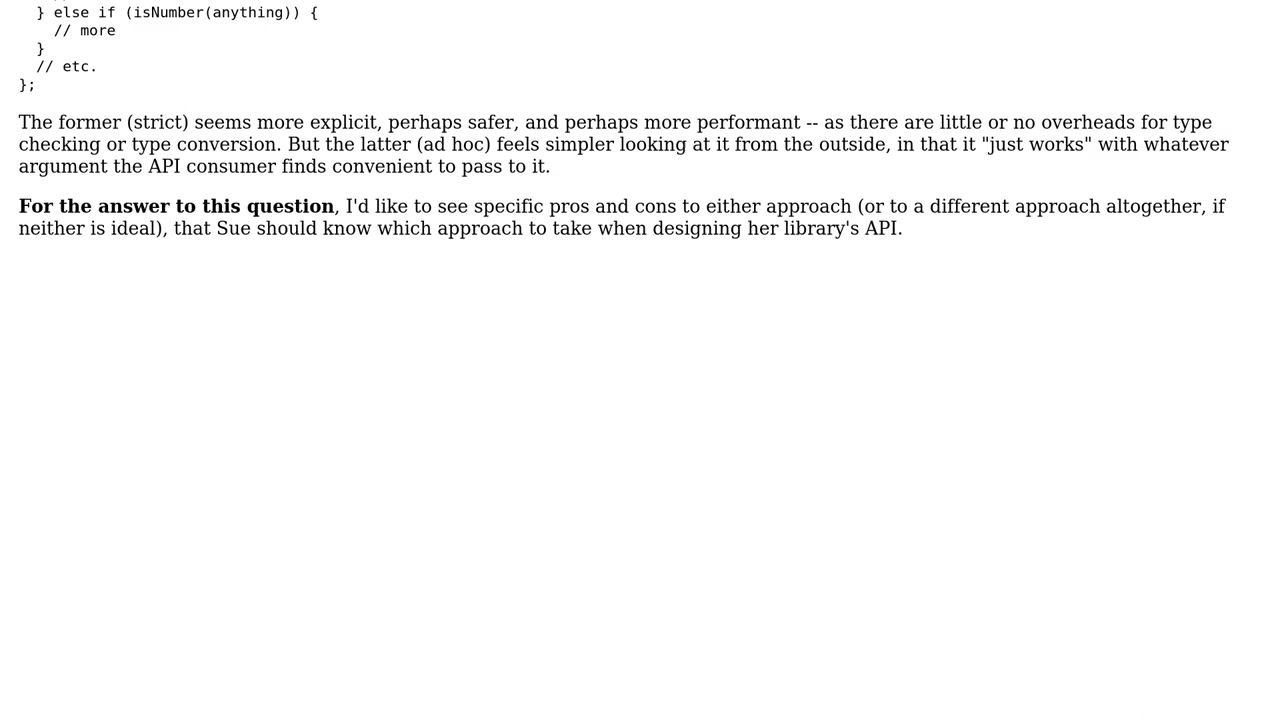 } else if (isNumber(anything)) {
// more
}
// etc.
};
The former (strict) seems more explicit, perhaps safer, and perhaps more performant -- as there are little or no overheads for type
checking or type conversion. But the latter (ad hoc) feels simpler looking at it from the outside, in that it "just works" with whatever
argument the API consumer finds convenient to pass to it.
For the answer to this question, I'd like to see specific pros and cons to either approach (or to a different approach altogether, if
neither is ideal), that Sue should know which approach to take when designing her library's API.